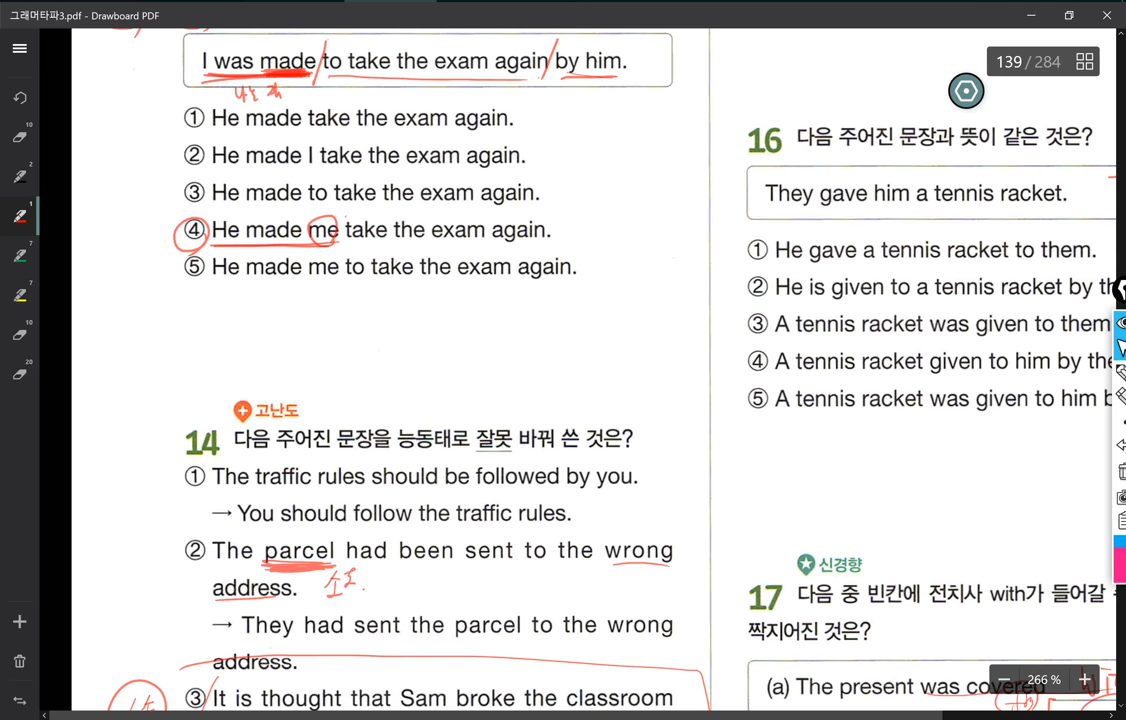 그래머타파3.pdf - Drawboard PDF
139 / 284
I was made to take the exam again by him.
① He made take the exam again.
② He made I take the exam again.
③ He made to take the exam again.
④ He made me take the exam again.
⑤ He made me to take the exam again.
고난도
14 다음 주어진 문장을 능동태로 잘못 바꿔 쓴 것은?
① The traffic rules should be followed by you.
→ You should follow the traffic rules.
② The parcel had been sent to the wrong
address. 소포
→ They had sent the parcel to the wrong
address.
③ It is thought that Sam broke the classroom
16 다음 주어진 문장과 뜻이 같은 것은?
They gave him a tennis racket.
① He gave a tennis racket to them.
② He is given to a tennis racket by th
③ A tennis racket was given to them
④ A tennis racket given to him by the
⑤ A tennis racket was given to him b
신경향
17 다음 중 빈칸에 전치사 with가 들어갈
짝지어진 것은?
(a) The present was covered
266 %
10
2
1
7
7
10
20